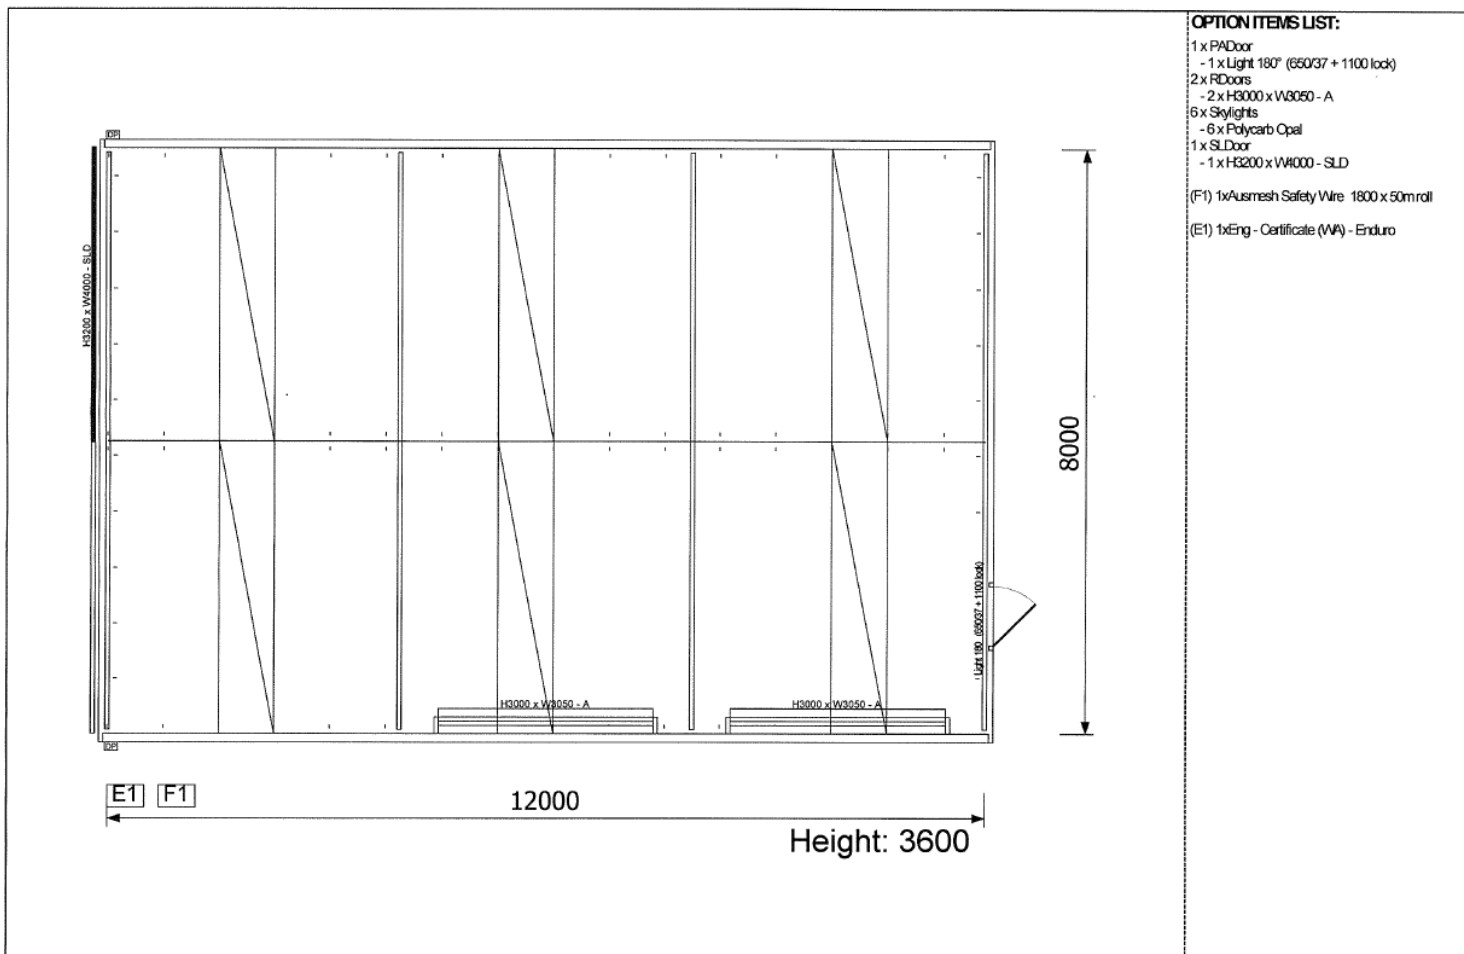 OPTION ITEMS LIST:
1 x PADoor
- 1 x Light 180° (650/37 + 1100 lock)
2 x RDoors
- 2 x H3000 x W3050 - A
6 x Skylights
- 6 x Polycarb Opal
1 x SLDoor
- 1 x H3200 x W4000 - SLD
(F1) 1xAusmesh Safety Wire 1800 x 50m roll
(E1) 1xEng - Certificate (WA) - Enduro
DP
H3200 x W4000 - SLD
8000
Light 180 (650/37 + 1100 lock)
H3000 x W3050 - A
H3000 x W3050 - A
DP
E1 F1
12000
Height: 3600